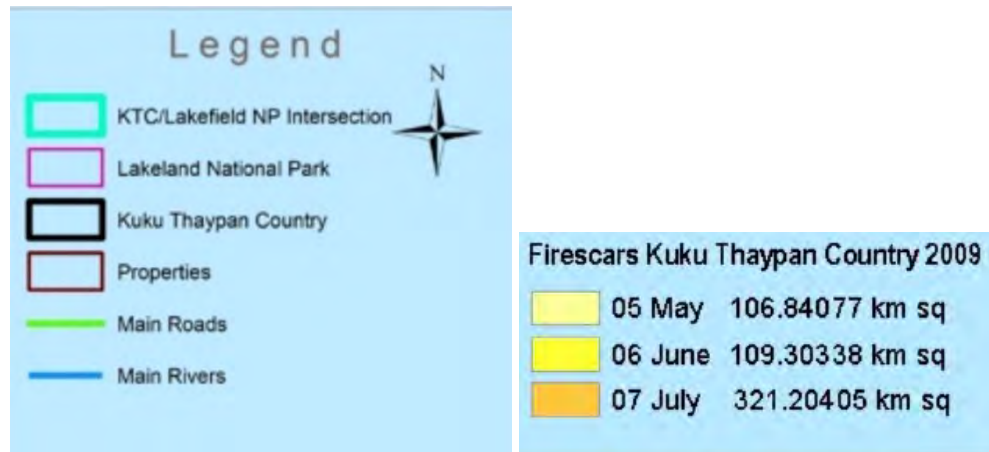 Legend
N
KTC/Lakefield NP Intersection
Lakeland National Park
Kuku Thaypan Country
Properties
Main Roads
Main Rivers
Firescars Kuku Thaypan Country 2009
05 May 106.84077 km sq
06 June 109.30338 km sq
07 July 321.20405 km sq